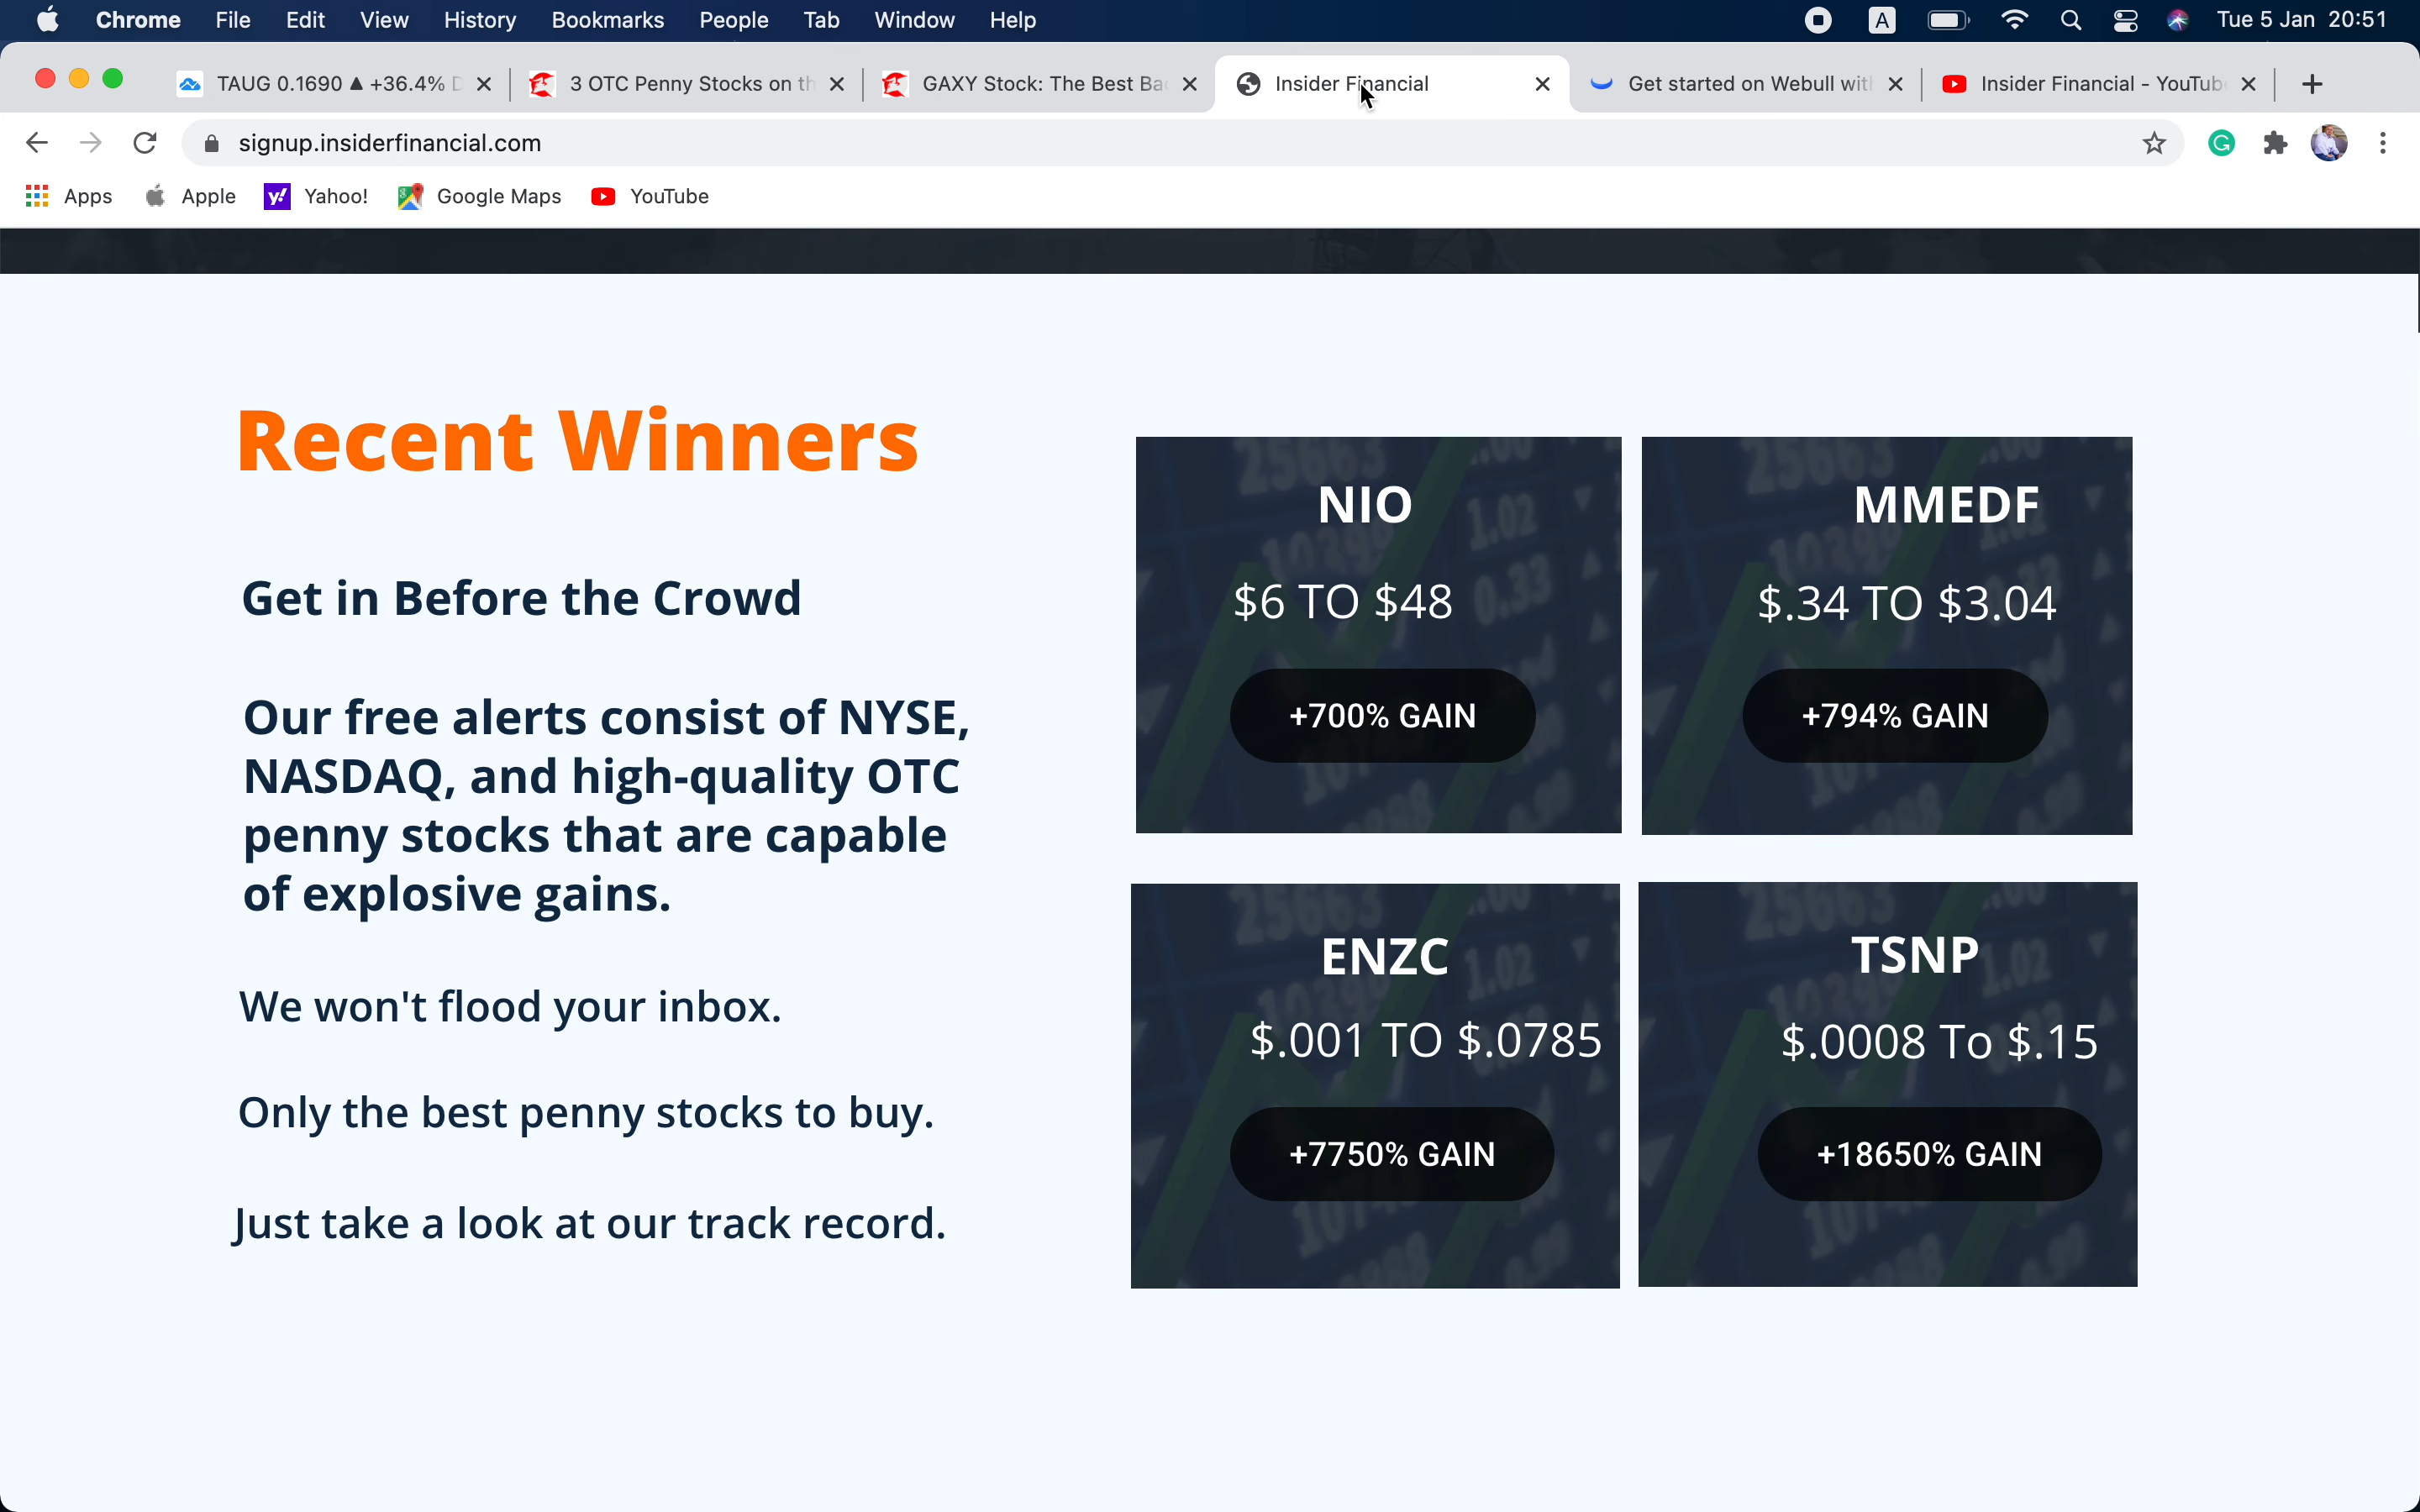 Chrome File Edit View History Bookmarks People Tab Window Help A Tue 5 Jan 20:51
TAUG 0.1690 ▲ +36.4% 3 OTC Penny Stocks on GAXY Stock: The Best Insider Financial Get started on Webull Insider Financial - YouTub
signup.insiderfinancial.com
Apps Apple Yahoo! Google Maps YouTube
Recent Winners
Get in Before the Crowd
Our free alerts consist of NYSE,
NASDAQ, and high-quality OTC
penny stocks that are capable
of explosive gains.
We won't flood your inbox.
Only the best penny stocks to buy.
Just take a look at our track record.
NIO
$6 TO $48
+700% GAIN
MMEDF
$.34 TO $3.04
+794% GAIN
ENZC
$.001 TO $.0785
+7750% GAIN
TSNP
$.0008 To $.15
+18650% GAIN